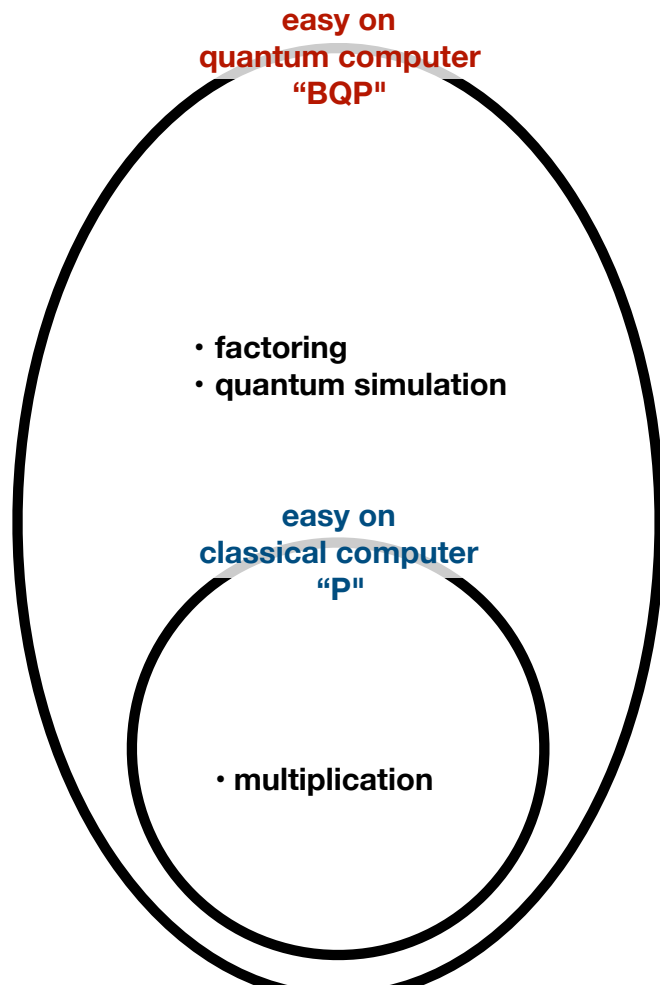 easy on
quantum computer
“BQP"
• factoring
• quantum simulation
easy on
classical computer
“P"
• multiplication